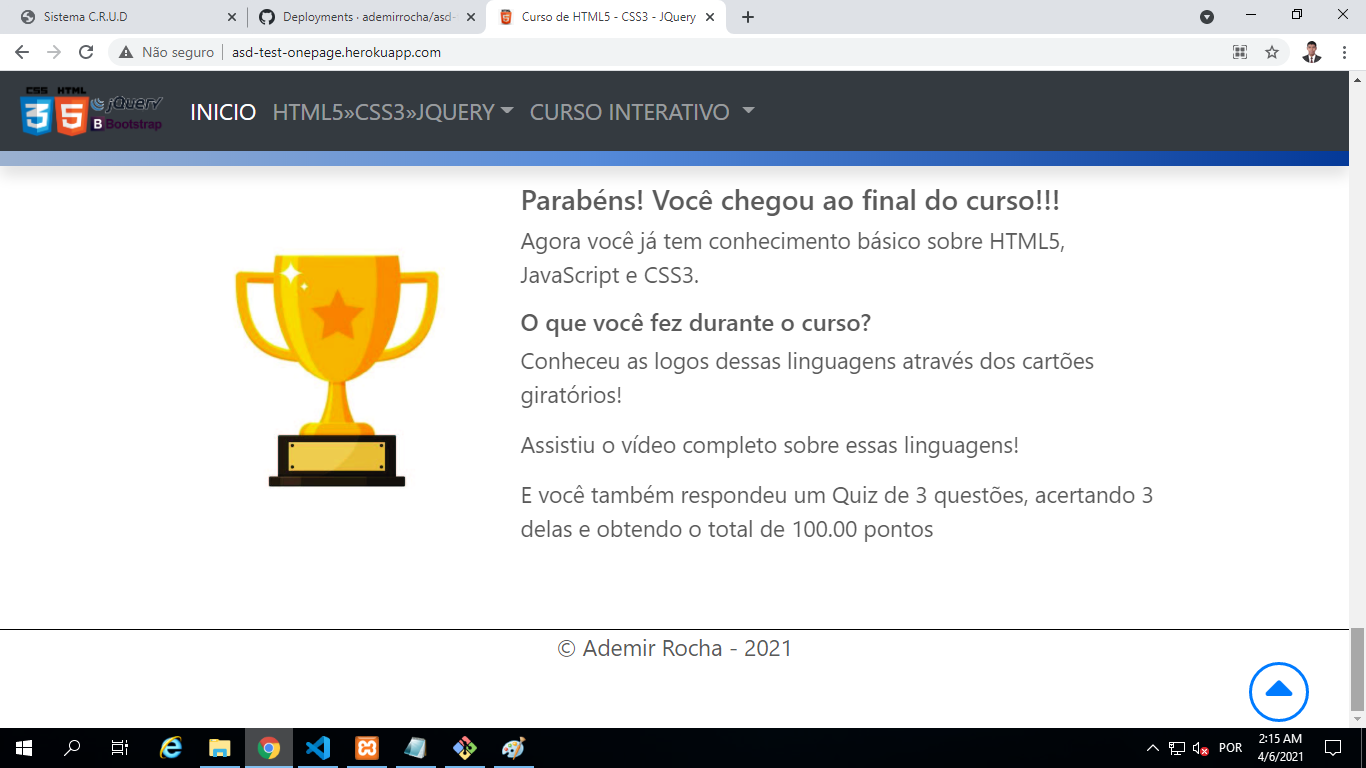 Sistema C.R.U.D
Deployments · ademirrocha/asd-
Curso de HTML5 - CSS3 - JQuery
Não seguro
asd-test-onepage.herokuapp.com
CSS HTML
3 5 jQuery
B Bootstrap
INICIO HTML5»CSS3»JQUERY CURSO INTERATIVO
Parabéns! Você chegou ao final do curso!!!
Agora você já tem conhecimento básico sobre HTML5,
JavaScript e CSS3.
O que você fez durante o curso?
Conheceu as logos dessas linguagens através dos cartões
giratórios!
Assistiu o vídeo completo sobre essas linguagens!
E você também respondeu um Quiz de 3 questões, acertando 3
delas e obtendo o total de 100.00 pontos
© Ademir Rocha - 2021
POR
2:15 AM
4/6/2021